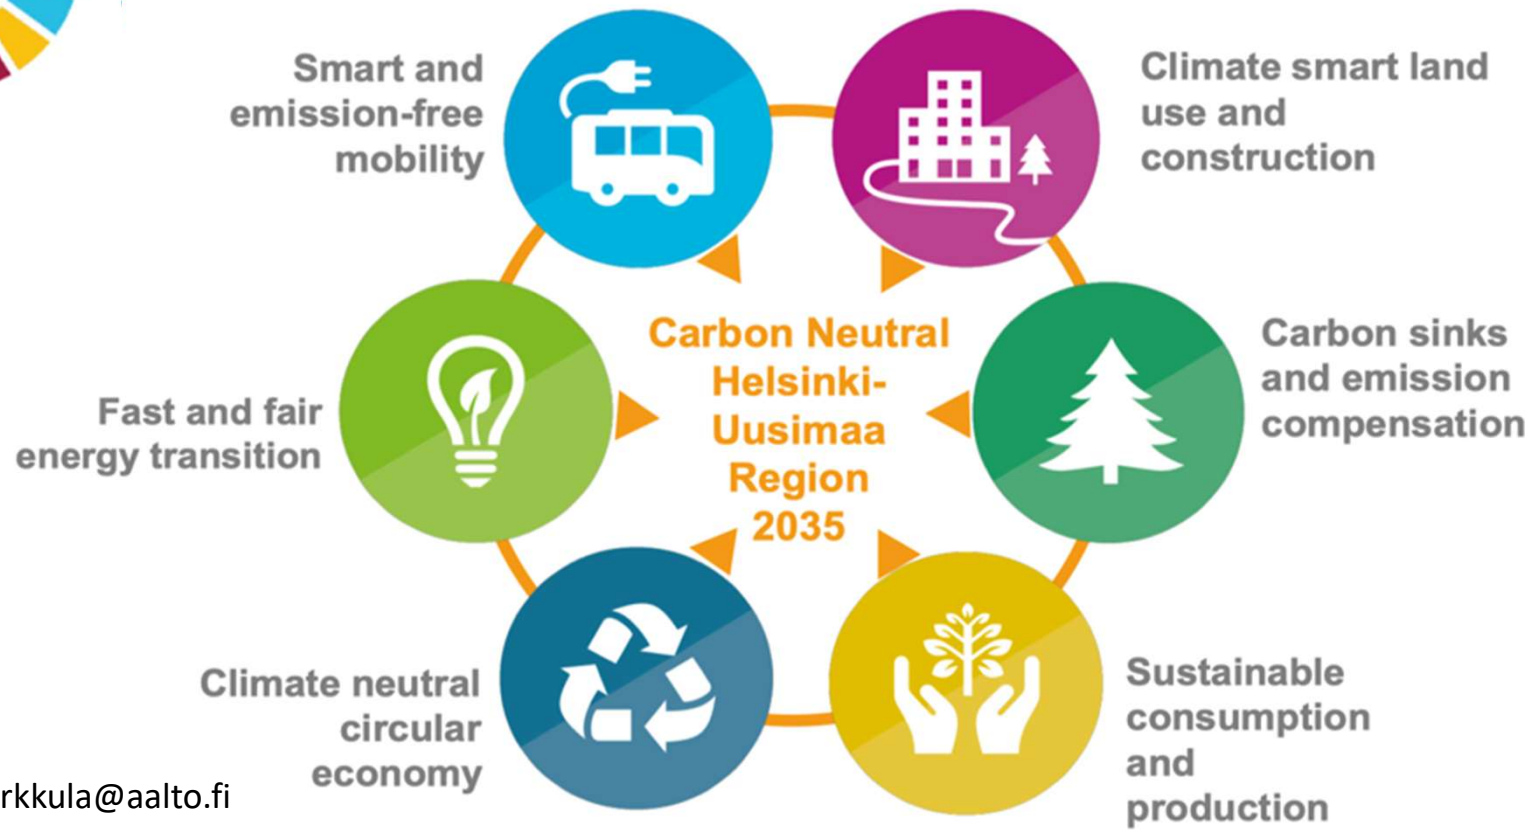 Smart and
emission-free
mobility
Climate smart land
use and
construction
Fast and fair
energy transition
Carbon Neutral
Helsinki-
Uusimaa
Region
2035
Carbon sinks
and emission
compensation
Climate neutral
circular
economy
Sustainable
consumption
and
production
rkkula@aalto.fi